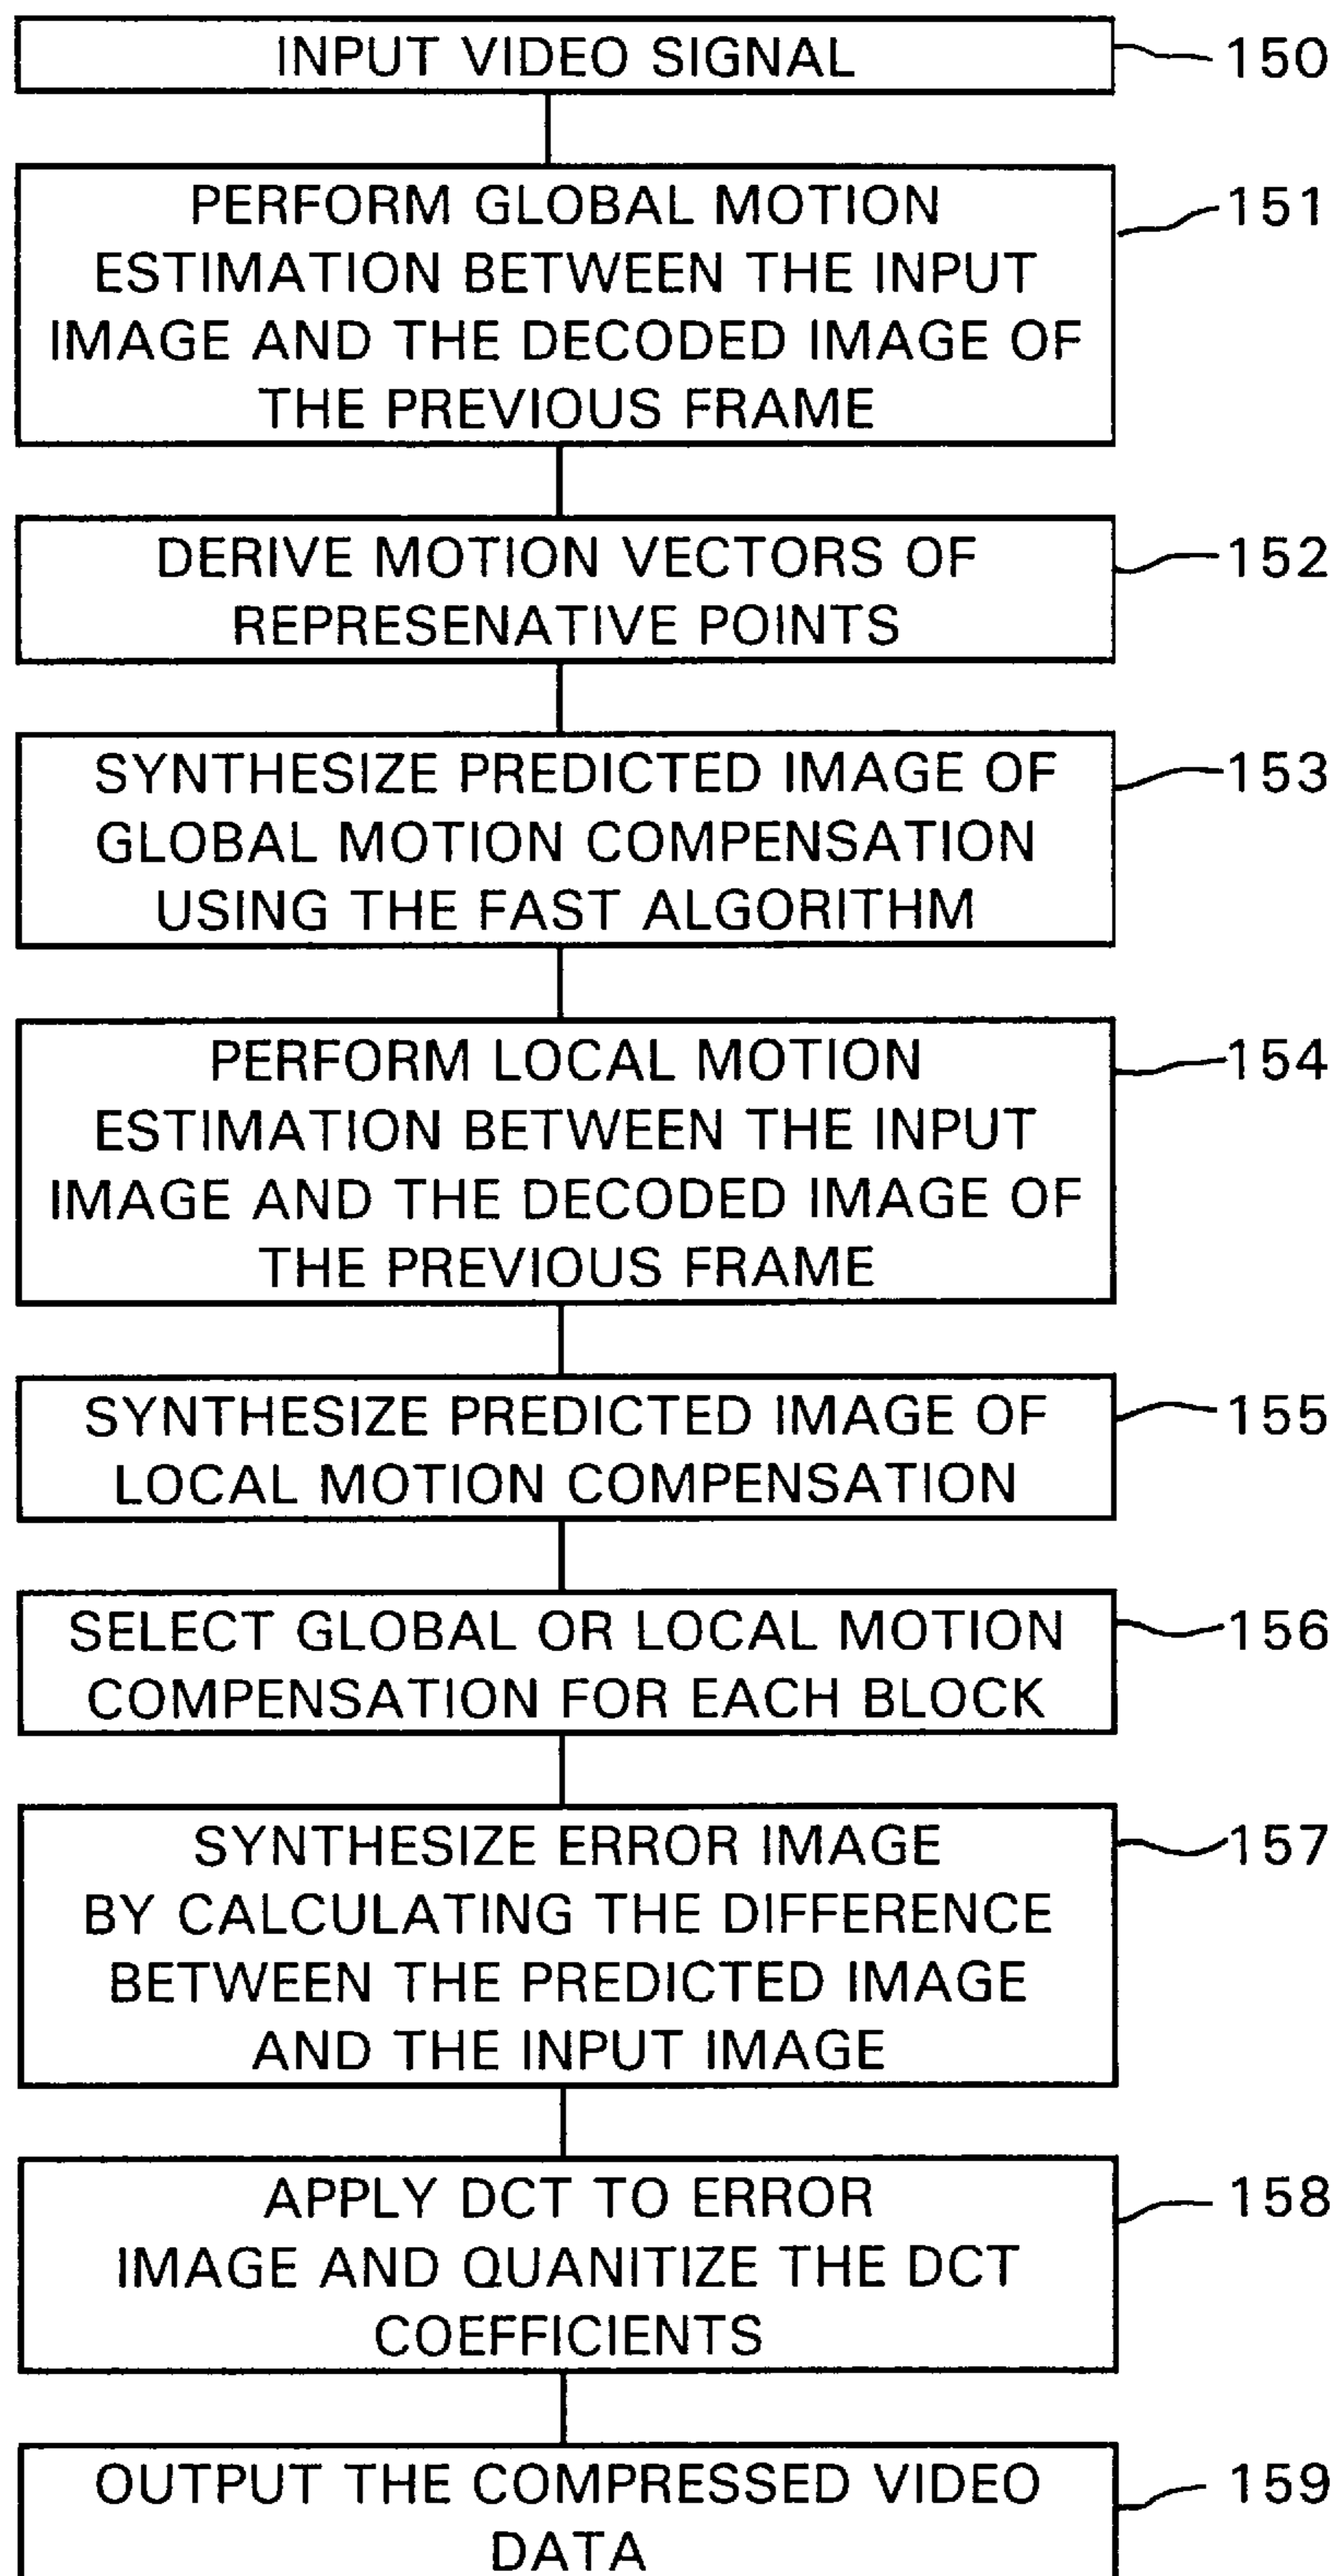 INPUT VIDEO SIGNAL
150
PERFORM GLOBAL MOTION
ESTIMATION BETWEEN THE INPUT
IMAGE AND THE DECODED IMAGE OF
THE PREVIOUS FRAME
151
DERIVE MOTION VECTORS OF
REPRESENATIVE POINTS
152
SYNTHESIZE PREDICTED IMAGE OF
GLOBAL MOTION COMPENSATION
USING THE FAST ALGORITHM
153
PERFORM LOCAL MOTION
ESTIMATION BETWEEN THE INPUT
IMAGE AND THE DECODED IMAGE OF
THE PREVIOUS FRAME
154
SYNTHESIZE PREDICTED IMAGE OF
LOCAL MOTION COMPENSATION
155
SELECT GLOBAL OR LOCAL MOTION
COMPENSATION FOR EACH BLOCK
156
SYNTHESIZE ERROR IMAGE
BY CALCULATING THE DIFFERENCE
BETWEEN THE PREDICTED IMAGE
AND THE INPUT IMAGE
157
APPLY DCT TO ERROR
IMAGE AND QUANITIZE THE DCT
COEFFICIENTS
158
OUTPUT THE COMPRESSED VIDEO
DATA
159